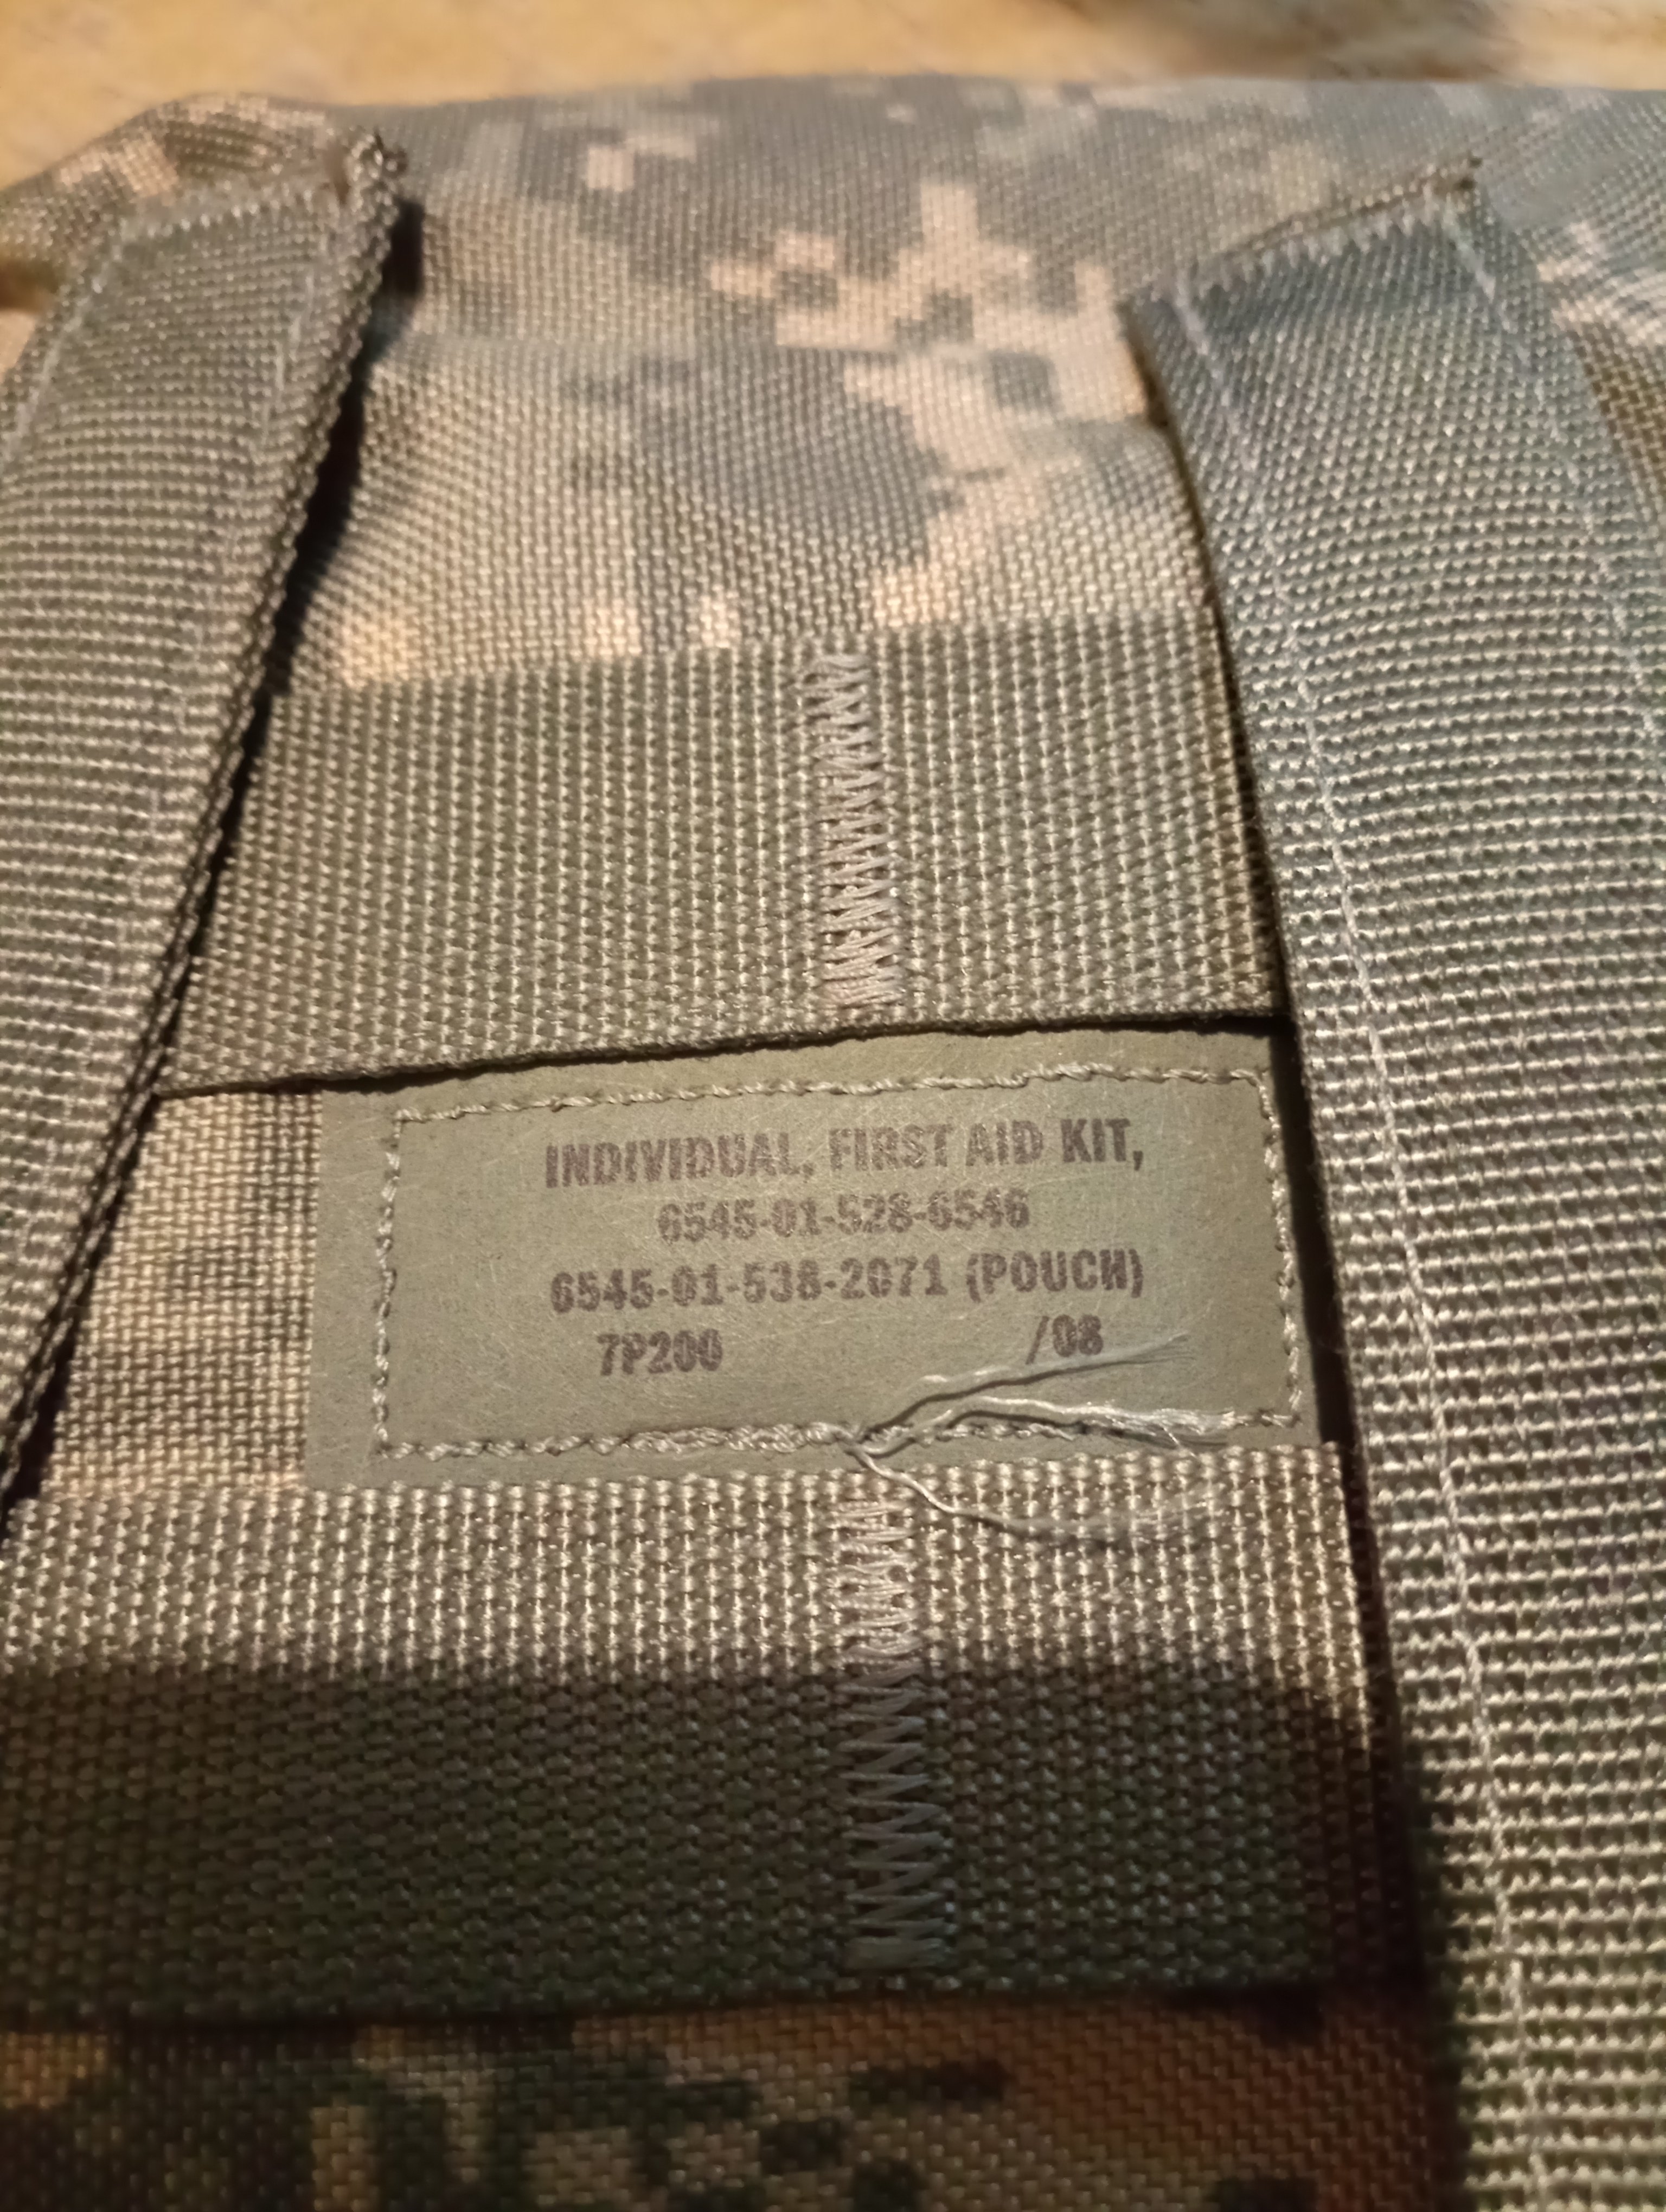 INDIVIDUAL, FIRST AID KIT,
6545-01-528-6546
6545-01-538-2071 (POUCH)
7P200 /08